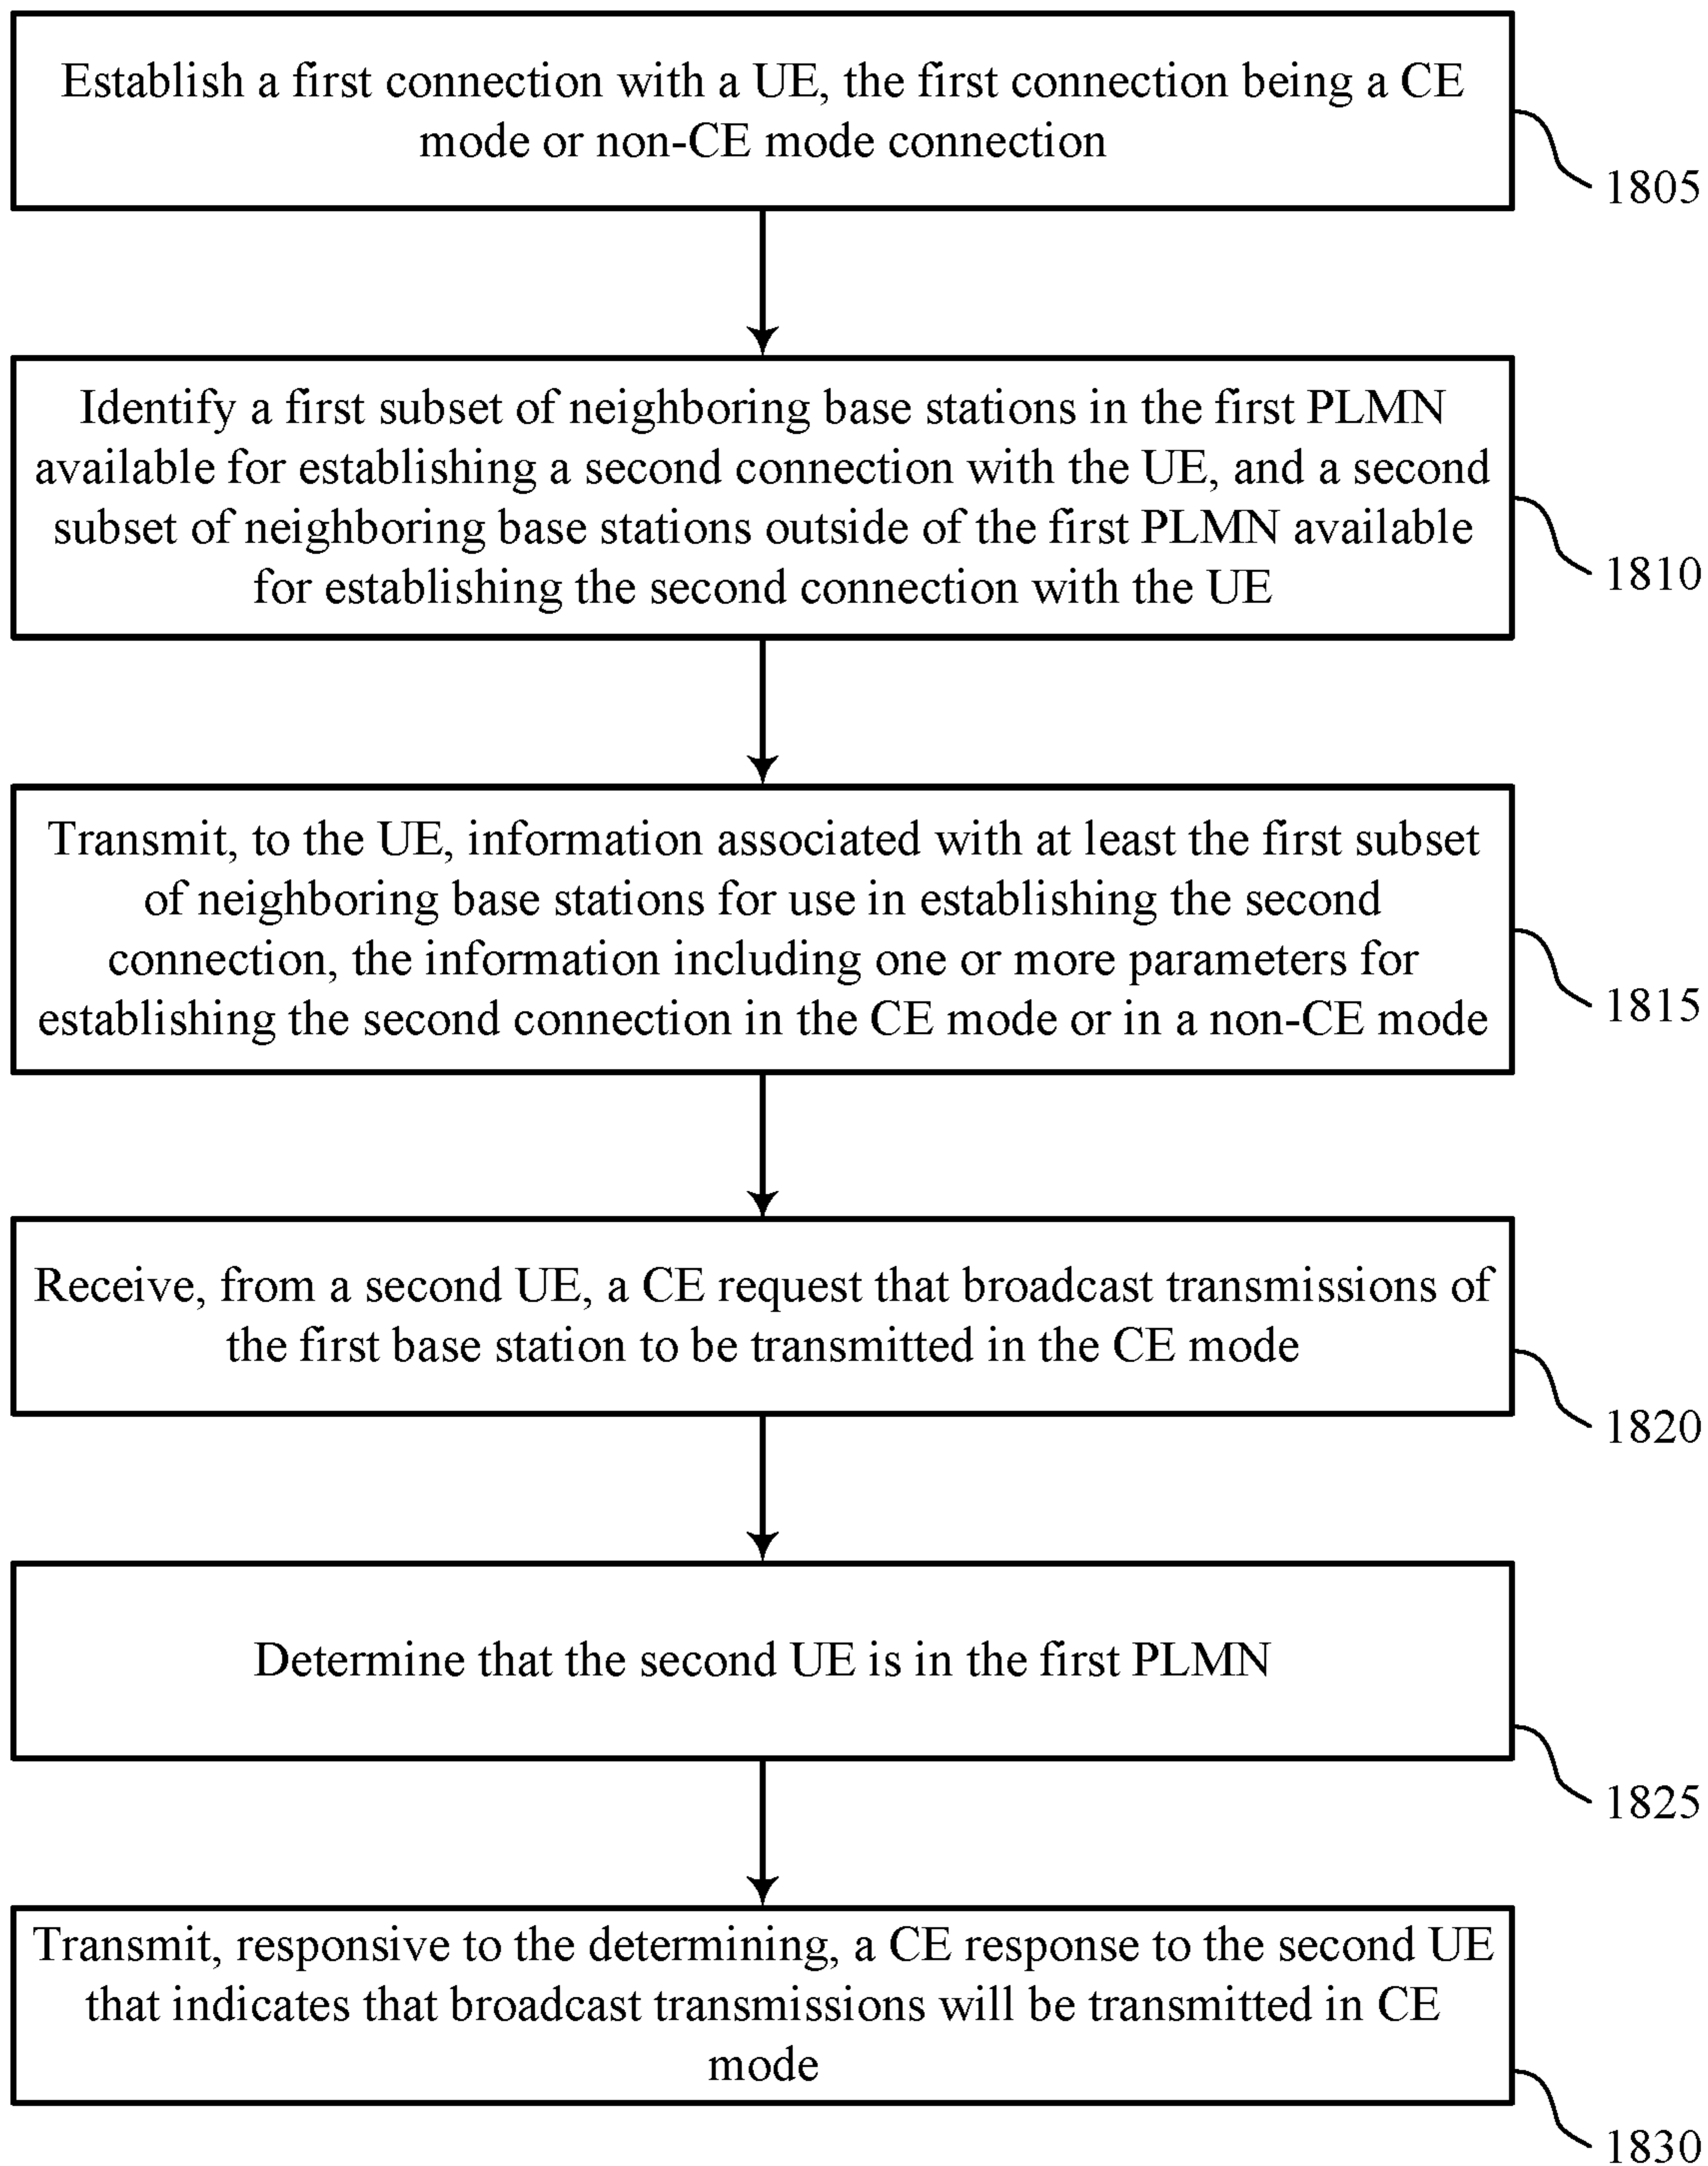 Establish a first connection with a UE, the first connection being a CE
mode or non-CE mode connection
1805
Identify a first subset of neighboring base stations in the first PLMN
available for establishing a second connection with the UE, and a second
subset of neighboring base stations outside of the first PLMN available
for establishing the second connection with the UE
1810
Transmit, to the UE, information associated with at least the first subset
of neighboring base stations for use in establishing the second
connection, the information including one or more parameters for
establishing the second connection in the CE mode or in a non-CE mode
1815
Receive, from a second UE, a CE request that broadcast transmissions of
the first base station to be transmitted in the CE mode
1820
Determine that the second UE is in the first PLMN
1825
Transmit, responsive to the determining, a CE response to the second UE
that indicates that broadcast transmissions will be transmitted in CE
mode
1830